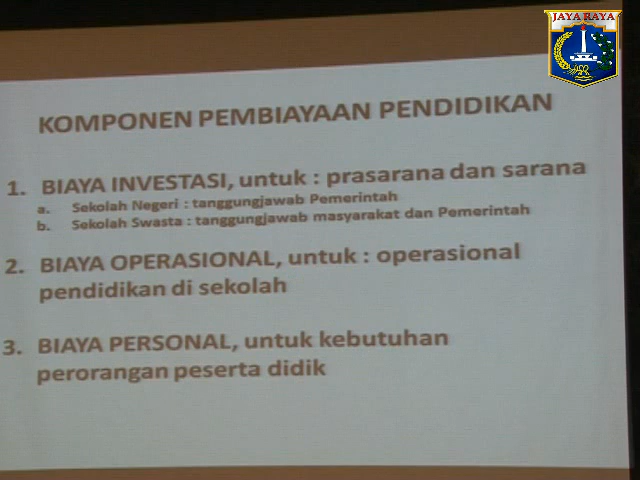 JAYA RAYA
KOMPONEN PEMBIAYAAN PENDIDIKAN
1. BIAYA INVESTASI, untuk : prasarana dan sarana
a. Sekolah Negeri : tanggungjawab Pemerintah
b. Sekolah Swasta : tanggungjawab masyarakat dan Pemerintah
2. BIAYA OPERASIONAL, untuk : operasional
pendidikan di sekolah
3. BIAYA PERSONAL, untuk kebutuhan
perorangan peserta didik